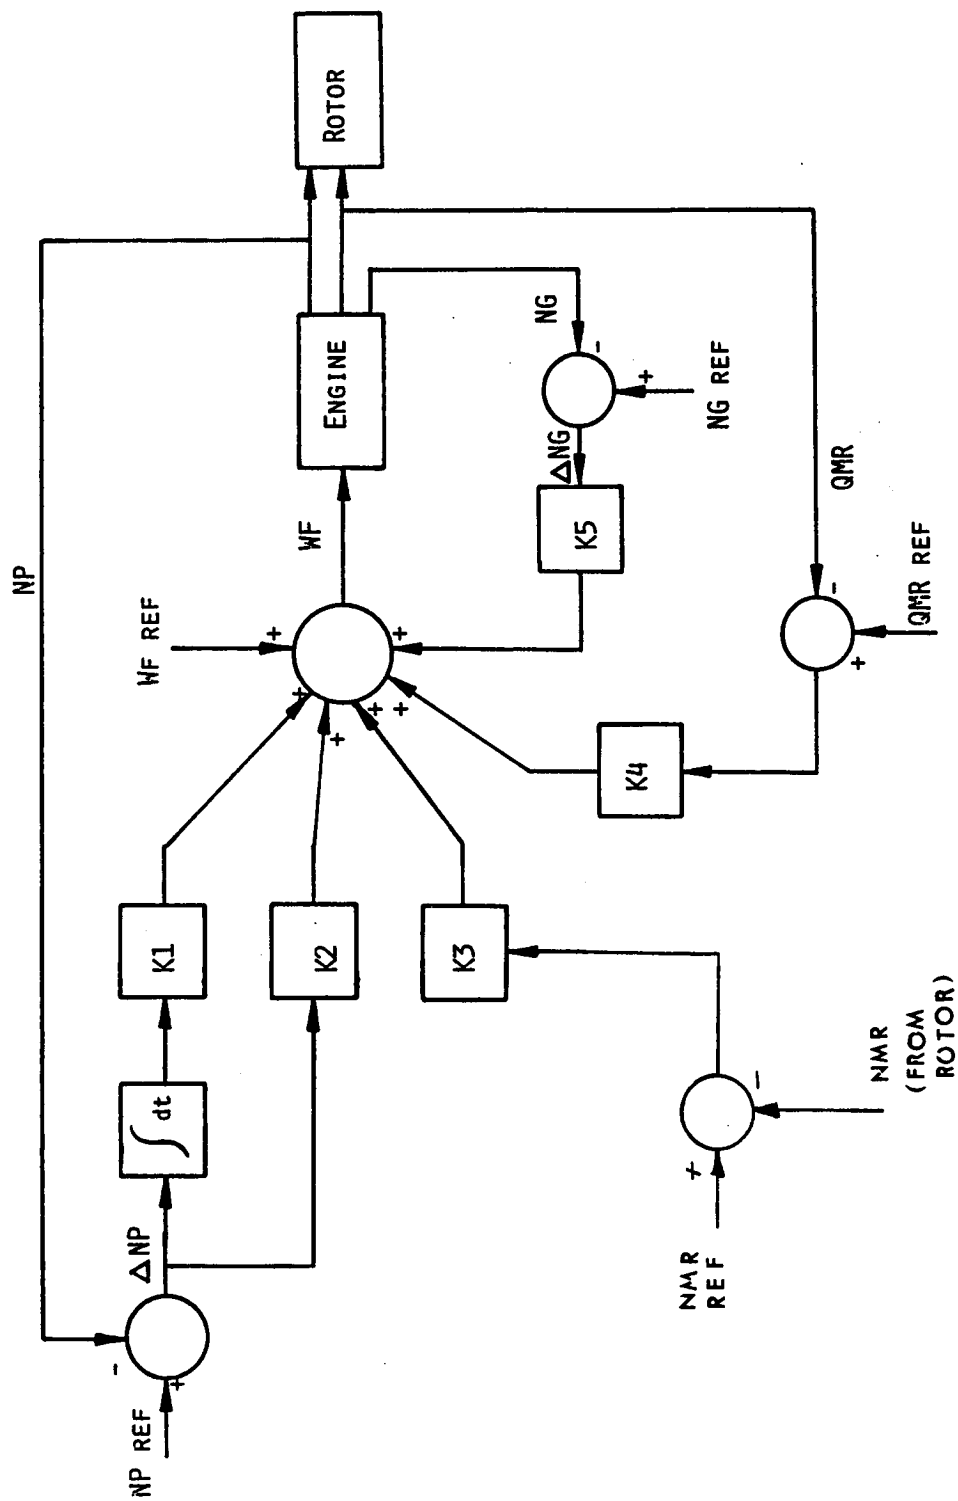 NP
NP REF
-
+
ΔNP
∫ dt
K1
K2
NMR
REF
+
-
NMR
(FROM
ROTOR)
K3
K4
WF REF
+
+
+
+
+
+
WF
ENGINE
ROTOR
NG
-
+
NG REF
ΔNG
K5
QMR
-
+
QMR REF